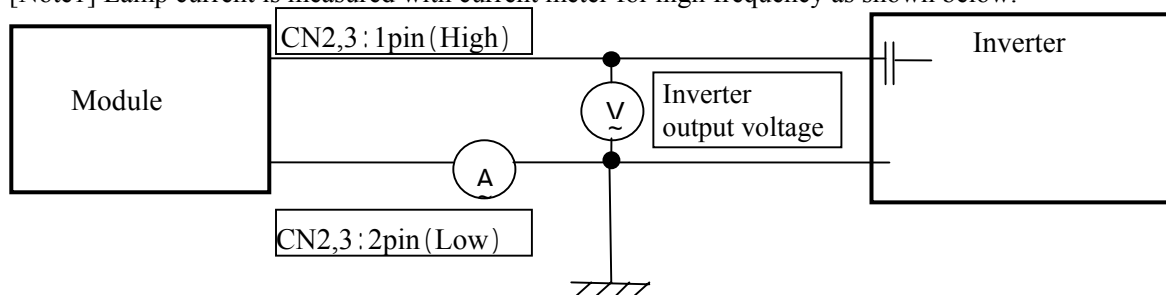 [Note1] Lamp current is measured with current meter for high frequency as shown below.
CN2,3:1pin(High)
Inverter
Module
V
~
Inverter
output voltage
A
~
CN2,3:2pin(Low)